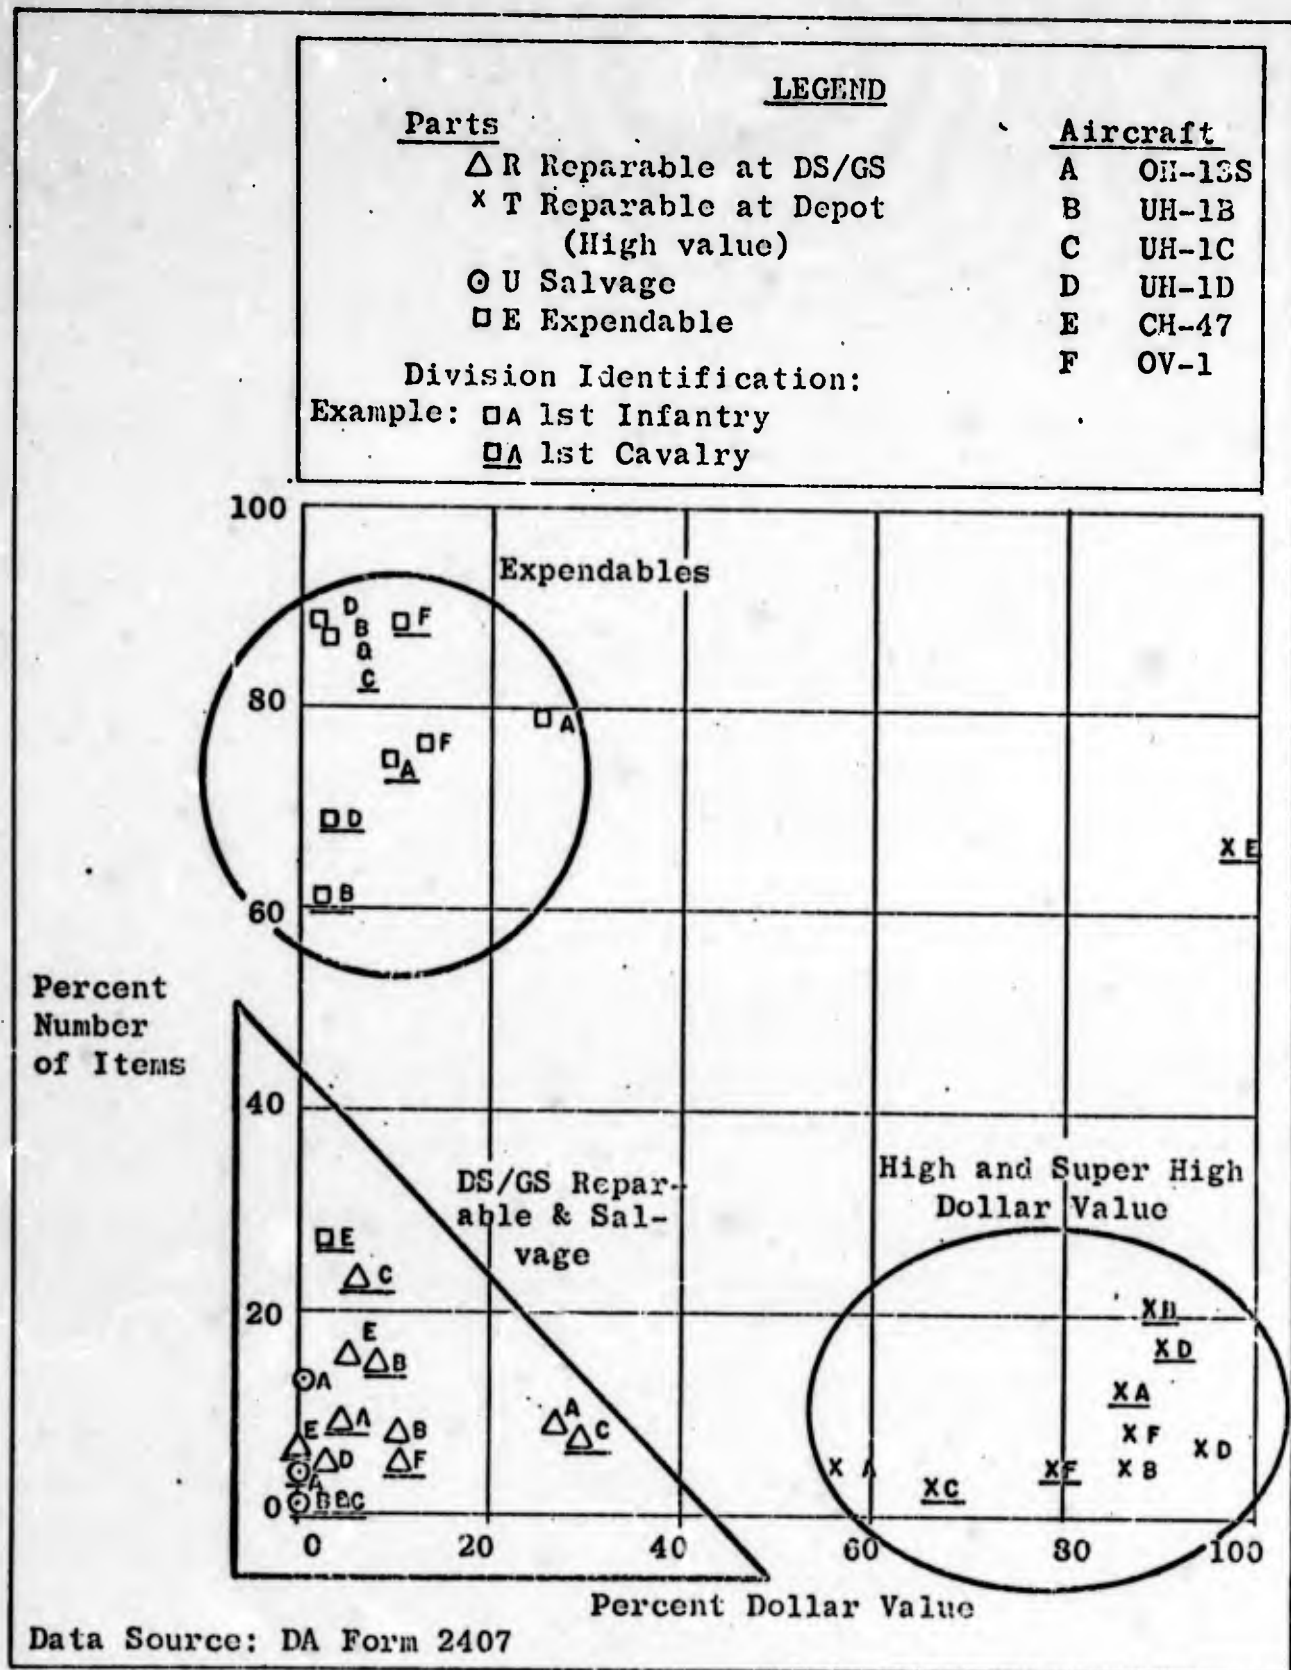 LEGEND
Parts
Aircraft
△ R Reparable at DS/GS
A OH-13S
x T Reparable at Depot
B UH-1B
(High value)
C UH-1C
⊙ U Salvage
D UH-1D
□ E Expendable
E CH-47
F OV-1
Division Identification:
Example: □A 1st Infantry
□A 1st Cavalry
100
Expendables
D
□
□ B
□ F
C
80
□ A
□ F
□ A
□ D
X E
□ B
60
Percent
Number
of Items
40
DS/GS Repar-
able & Sal-
vage
High and Super High
Dollar Value
□ E
△ C
20
X B
△ E
△ B
X D
⊙ A
X A
△ A
△ B
△ A
△ C
X F
X D
△ E
△ D
△ F
X A
X C
X F
X B
⊙ A
⊙
0
0 20 40 60 80 100
Percent Dollar Value
Data Source: DA Form 2407